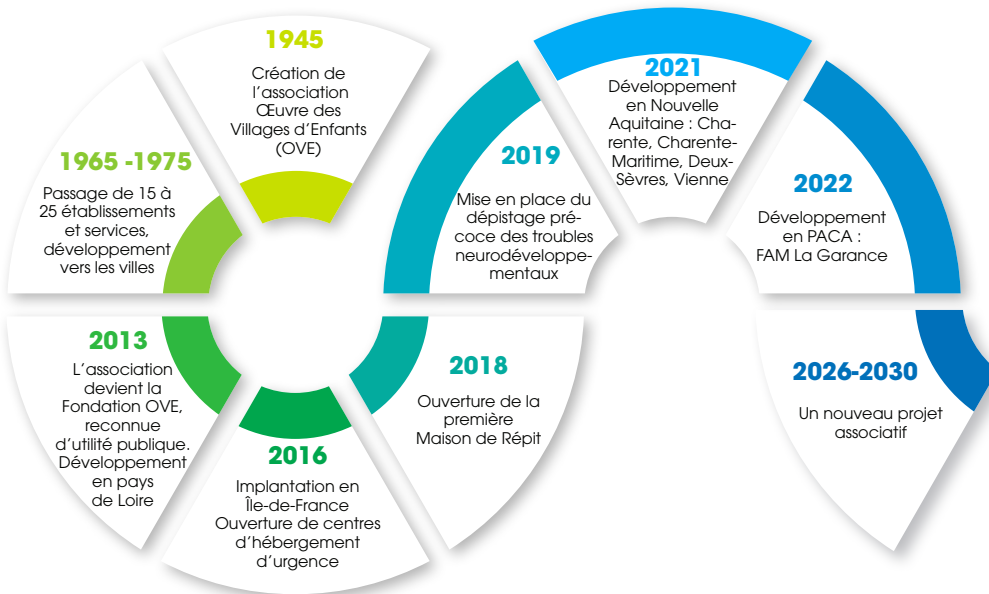 1945
Création de
l’association
Œuvre des
Villages d’Enfants
(OVE)
1965 -1975
Passage de 15 à
25 établissements
et services,
développement
vers les villes
2013
L’association
devient la
Fondation OVE,
reconnue
d’utilité publique.
Développement
en pays
de Loire
2016
Implantation en
Île-de-France
Ouverture de centres
d’hébergement
d’urgence
2018
Ouverture de la
première
Maison de Répit
2019
Mise en place du
dépistage pré-
coce des troubles
neurodéveloppe-
mentaux
2021
Développement
en Nouvelle
Aquitaine : Cha-
rente, Charente-
Maritime, Deux-
Sèvres, Vienne
2022
Développement
en PACA :
FAM La Garance
2026-2030
Un nouveau projet
associatif